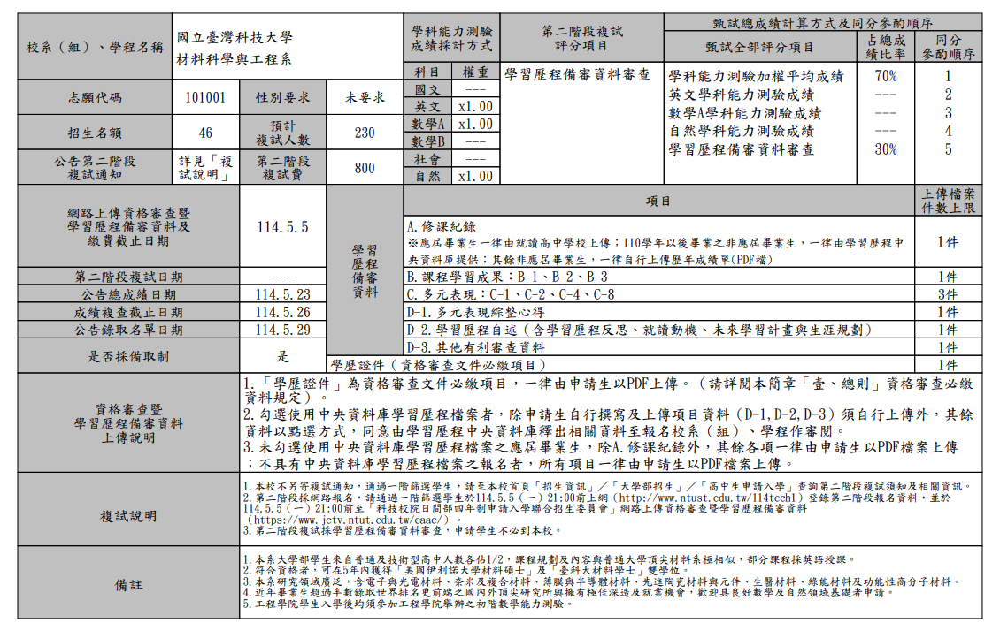 校系(組)、學程名稱
國立臺灣科技大學
材料科學與工程系
學科能力測驗
成績採計方式
第二階段複試
評分項目
甄試總成績計算方式及同分參酌順序
甄試全部評分項目
占總成
績比率
同分
參酌順序
科目 權重
學習歷程備審資料審查
學科能力測驗加權平均成績 70% 1
英文學科能力測驗成績 --- 2
數學A學科能力測驗成績 --- 3
自然學科能力測驗成績 --- 4
學習歷程備審資料審查 30% 5
國文 ---
英文 x1.00
數學A x1.00
數學B ---
社會 ---
自然 x1.00
志願代碼 101001 性別要求 未要求
招生名額 46 預計
複試人數 230
公告第二階段
複試通知
詳見「複
試說明」
第二階段
複試費
800
網路上傳資格審查暨
學習歷程備審資料及
繳費截止日期
114.5.5
第二階段複試日期 ---
公告總成績日期 114.5.23
成績複查截止日期 114.5.26
公告錄取名單日期 114.5.29
是否採備取制 是
學習
歷程
備審
資料
項目
上傳檔案
件數上限
A.修課紀錄
※應屆畢業生一律由就讀高中學校上傳;110學年以後畢業之非應屆畢業生,一律由學習歷程中
央資料庫提供;其餘非應屆畢業生,一律自行上傳歷年成績單(PDF檔)
1件
B.課程學習成果:B-1、B-2、B-3 1件
C.多元表現:C-1、C-2、C-4、C-8 3件
D-1.多元表現綜整心得 1件
D-2.學習歷程自述(含學習歷程反思、就讀動機、未來學習計畫與生涯規劃) 1件
D-3.其他有利審查資料 1件
學歷證件(資格審查文件必繳項目) 1件
資格審查暨
學習歷程備審資料
上傳說明
1.「學歷證件」為資格審查文件必繳項目,一律由申請生以PDF上傳。(請詳閱本簡章「壹、總則」資格審查必繳
資料規定)。
2.勾選使用中央資料庫學習歷程檔案者,除申請生自行撰寫及上傳項目資料(D-1,D-2,D-3)須自行上傳外,其餘
資料以點選方式,同意由學習歷程中央資料庫釋出相關資料至報名校系(組)、學程作審閱。
3.未勾選使用中央資料庫學習歷程檔案之應屆畢業生,除A.修課紀錄外,其餘各項一律由申請生以PDF檔案上傳
;不具有中央資料庫學習歷程檔案之報名者,所有項目一律由申請生以PDF檔案上傳。
複試說明
1.本校不另寄複試通知,通過一階篩選學生,請至本校首頁「招生資訊」╱「大學部招生」╱「高中生申請入學」查詢第二階段複試須知及相關資訊。
2.第二階段採網路報名,請通過一階篩選學生於114.5.5(一)21:00前上網(http://www.ntust.edu.tw/114tech1)登錄第二階段報名資料,並於
114.5.5(一)21:00前至「科技校院日間部四年制申請入學聯合招生委員會」網路上傳資格審查暨學習歷程備審資料
(https://www.jctv.ntut.edu.tw/caac/)。
3.第二階段複試採學習歷程備審資料審查,申請學生不必到本校。
備註
1.本系大學部學生來自普通及技術型高中人數各佔1/2,課程規劃及內容與普通大學頂尖材料系極相似,部分課程採英語授課。
2.符合資格者,可在5年內獲得「美國伊利諾大學材料碩士」及「臺科大材料學士」雙學位。
3.本系研究領域廣泛,含電子與光電材料、奈米及複合材料、薄膜與半導體材料、先進陶瓷材料與元件、生醫材料、綠能材料及功能性高分子材料。
4.近年畢業生超過半數錄取世界排名更前端之國內外頂尖研究所與擁有極佳深造及就業機會,歡迎具良好數學及自然領域基礎者申請。
5.工程學院學生入學後均須參加工程學院舉辦之初階數學能力測驗。